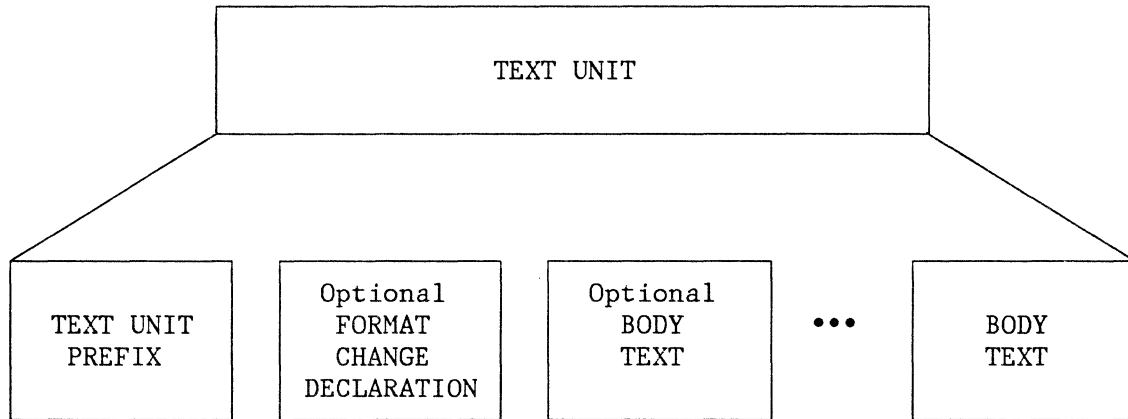 TEXT UNIT
TEXT UNIT
PREFIX
Optional
FORMAT
CHANGE
DECLARATION
Optional
BODY
TEXT
•••
BODY
TEXT